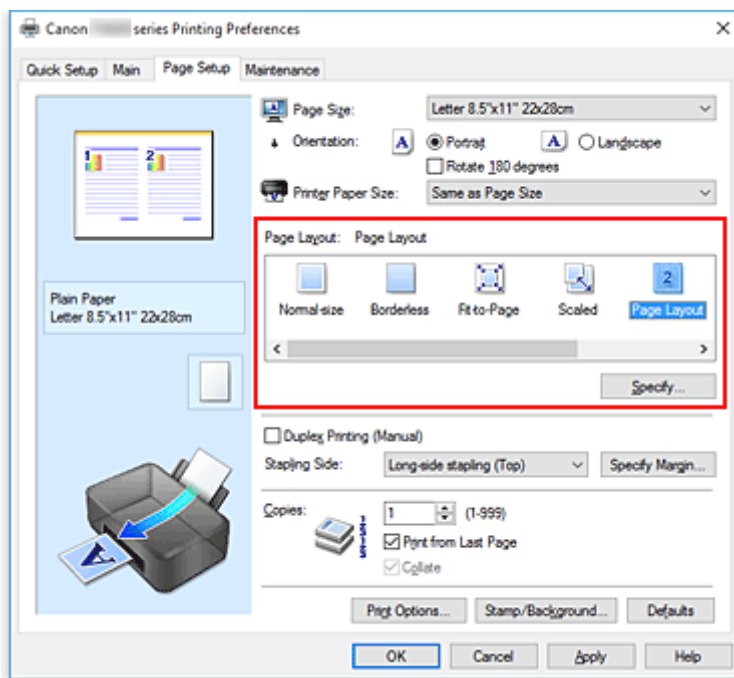 Canon series Printing Preferences
Quick Setup Main Page Setup Maintenance
1 2
Plain Paper
Letter 8.5"x11" 22x28cm
A
Page Size: Letter 8.5"x11" 22x28cm
Orientation: A Portrait A Landscape
Rotate 180 degrees
Printer Paper Size: Same as Page Size
Page Layout: Page Layout
2
Normal-size Borderless Fit-to-Page Scaled Page Layout
Specify...
Duplex Printing (Manual)
Stapling Side: Long-side stapling (Top) Specify Margin...
Copies: 1 (1-999)
Print from Last Page
Collate
Print Options... Stamp/Background... Defaults
OK Cancel Apply Help